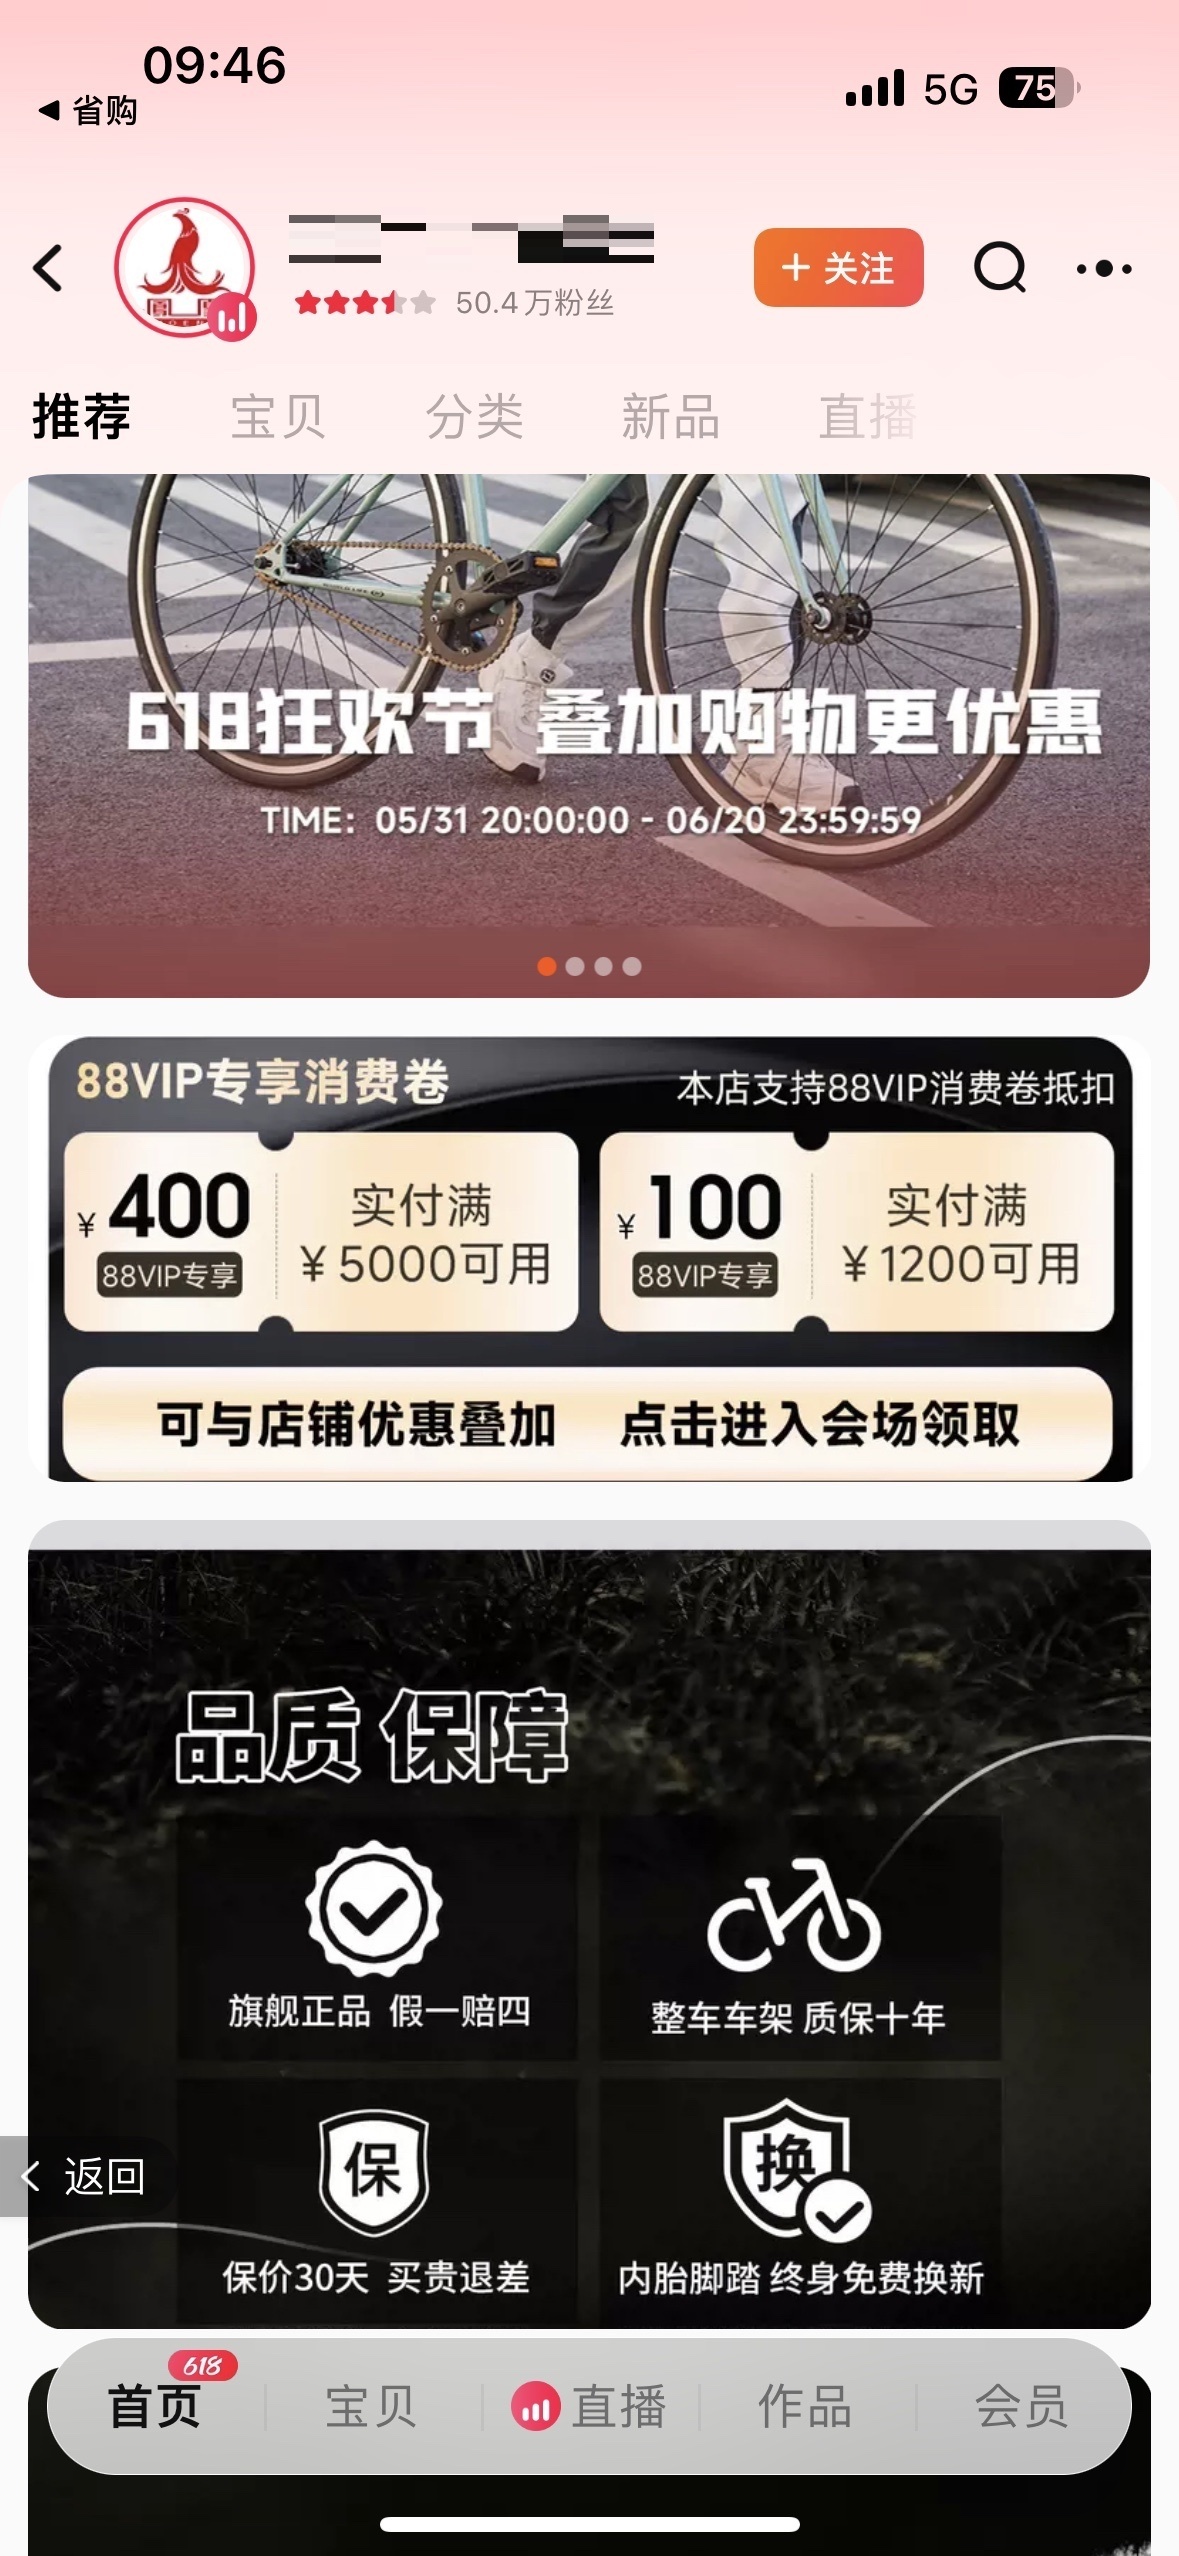 09:46
省购
5G
75
50.4万粉丝
+ 关注
推荐 宝贝 分类 新品 直播
618狂欢节 叠加购物更优惠
TIME: 05/31 20:00:00 - 06/20 23:59:59
88VIP专享消费卷
本店支持88VIP消费卷抵扣
¥400
88VIP专享
实付满
¥5000可用
¥100
88VIP专享
实付满
¥1200可用
可与店铺优惠叠加 点击进入会场领取
品质 保障
旗舰正品 假一赔四
整车车架 质保十年
保
换
返回
保价30天 买贵退差
内胎脚踏 终身免费换新
618
首页 宝贝 直播 作品 会员